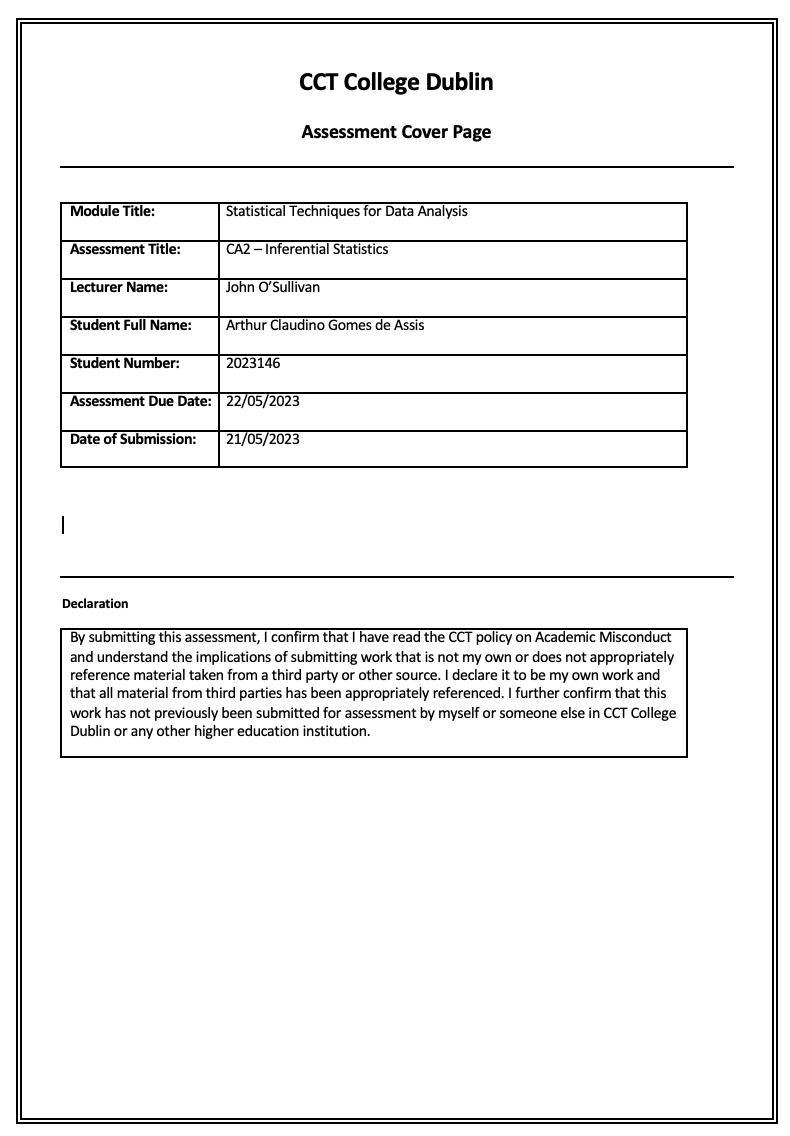 CCT College Dublin
Assessment Cover Page
Module Title: Statistical Techniques for Data Analysis
Assessment Title: CA2 – Inferential Statistics
Lecturer Name: John O’Sullivan
Student Full Name: Arthur Claudino Gomes de Assis
Student Number: 2023146
Assessment Due Date: 22/05/2023
Date of Submission: 21/05/2023
Declaration
By submitting this assessment, I confirm that I have read the CCT policy on Academic Misconduct
and understand the implications of submitting work that is not my own or does not appropriately
reference material taken from a third party or other source. I declare it to be my own work and
that all material from third parties has been appropriately referenced. I further confirm that this
work has not previously been submitted for assessment by myself or someone else in CCT College
Dublin or any other higher education institution.